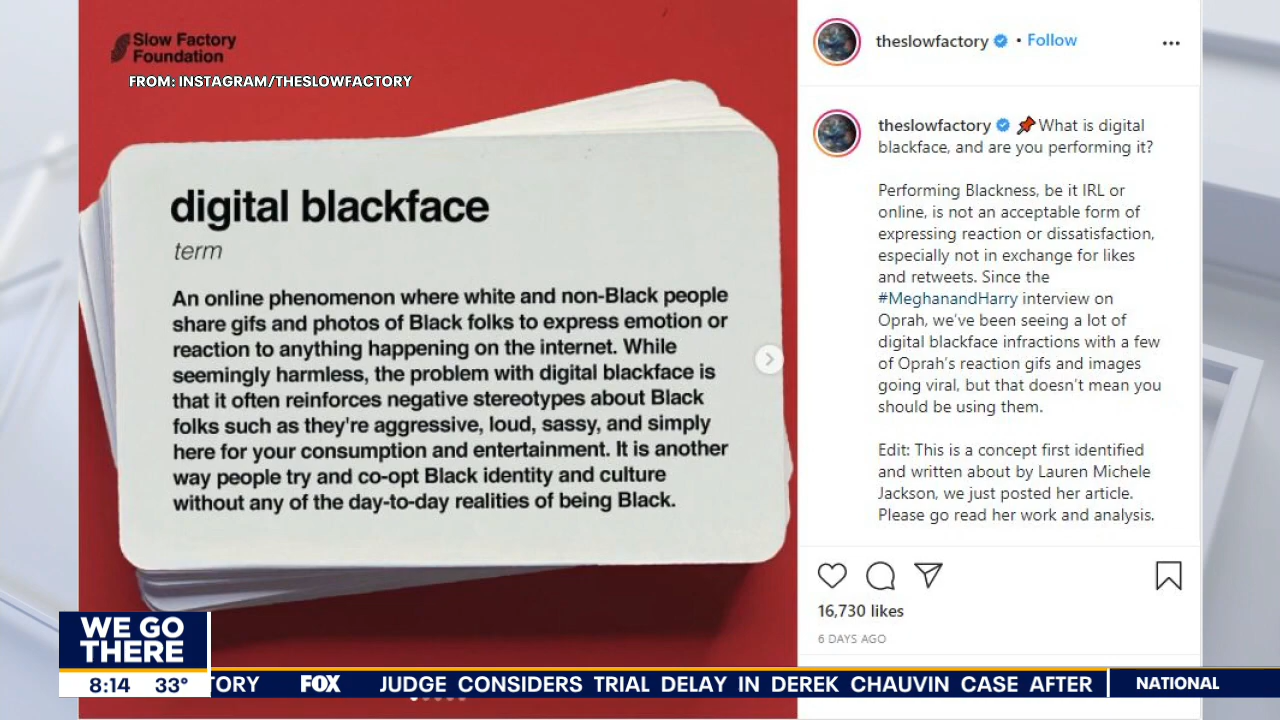 Slow Factory
Foundation
FROM: INSTAGRAM/THESLOWFACTORY
digital blackface
term
An online phenomenon where white and non-Black people
share gifs and photos of Black folks to express emotion or
reaction to anything happening on the internet. While
seemingly harmless, the problem with digital blackface is
that it often reinforces negative stereotypes about Black
folks such as they're aggressive, loud, sassy, and simply
here for your consumption and entertainment. It is another
way people try and co-opt Black identity and culture
without any of the day-to-day realities of being Black.
theslowfactory • Follow
theslowfactory 📌What is digital
blackface, and are you performing it?
Performing Blackness, be it IRL or
online, is not an acceptable form of
expressing reaction or dissatisfaction,
especially not in exchange for likes
and retweets. Since the
#MeghanandHarry interview on
Oprah, we've been seeing a lot of
digital blackface infractions with a few
of Oprah's reaction gifs and images
going viral, but that doesn't mean you
should be using them.
Edit: This is a concept first identified
and written about by Lauren Michele
Jackson, we just posted her article.
Please go read her work and analysis.
16,730 likes
6 DAYS AGO
WE GO
THERE
8:14 33°
TORY FOX JUDGE CONSIDERS TRIAL DELAY IN DEREK CHAUVIN CASE AFTER
NATIONAL